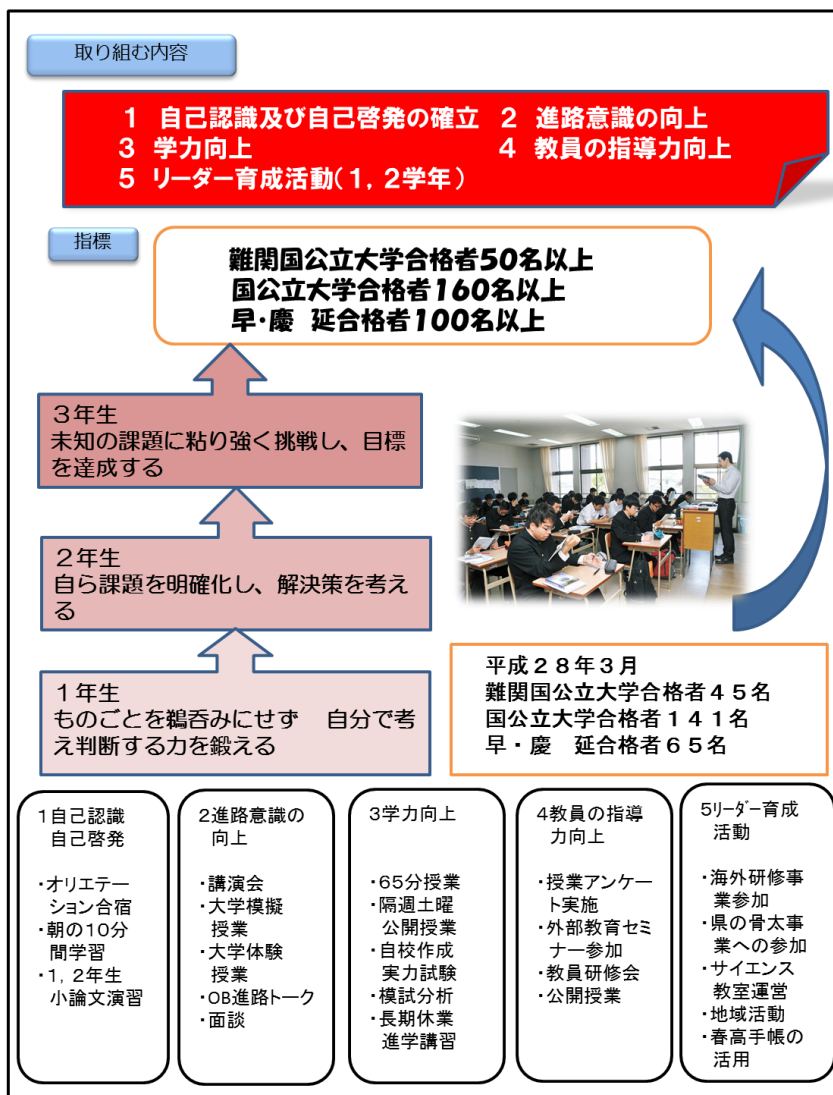 取り組む内容
１ 自己認識及び自己啓発の確立 ２ 進路意識の向上
３ 学力向上 ４ 教員の指導力向上
５ リーダー育成活動（１，２学年）
指標
難関国公立大学合格者５０名以上
国公立大学合格者１６０名以上
早・慶 延合格者１００名以上
３年生
未知の課題に粘り強く挑戦し、目標
を達成する
２年生
自ら課題を明確化し、解決策を考え
る
１年生
ものごとを鵜呑みにせず 自分で考
え判断する力を鍛える
平成２８年３月
難関国公立大学合格者４５名
国公立大学合格者１４１名
早・慶 延合格者６５名
1自己認識
自己啓発
・オリエテー
ション合宿
・朝の１０分
間学習
・１，２年生
小論文演習
2進路意識の
向上
・講演会
・大学模擬
授業
・大学体験
授業
・OB進路トーク
・面談
3学力向上
・65分授業
・隔週土曜
公開授業
・自校作成
実力試験
・模試分析
・長期休業
進学講習
4教員の指導
力向上
・授業アンケー
ト実施
・外部教育セミ
ナー参加
・教員研修会
・公開授業
5リーダー育成
活動
・海外研修事
業参加
・県の骨太事
業への参加
・サイエンス
教室運営
・地域活動
・春高手帳の
活用